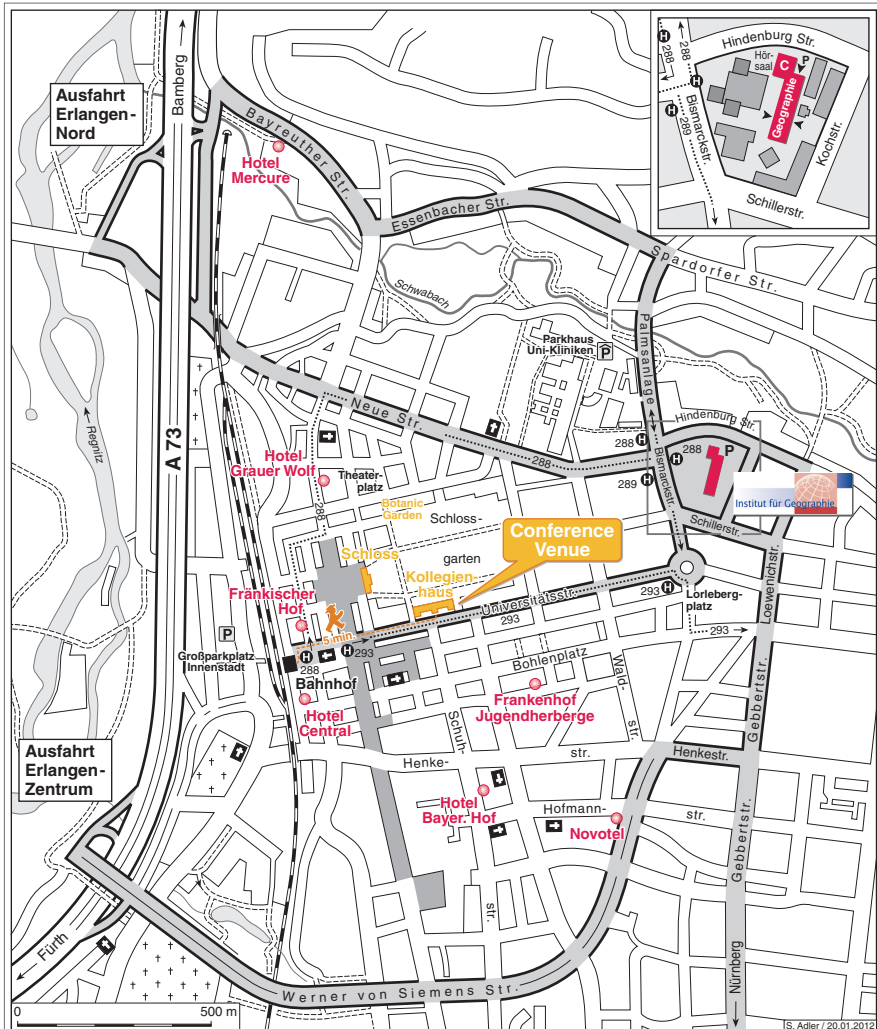 Ausfahrt
Erlangen-
Nord
Bamberg
Bayreuther Str.
Hotel
Mercure
Essenbacher Str.
Spardorfer Str.
Schwabach
Palmsanlage
Parkhaus
Uni-Kliniken
P
Regnitz
A 73
Neue Str.
288
Hindenburg Str.
H
288
H
288
P
Bismarckstr.
289
H
Institut für Geographie
Schillerstr.
Hotel
Grauer Wolf
Theater-
platz
288
Botanic
Garden
Schloss-
garten
Conference
Venue
Schloss
Kollegien-
haus
Universitätsstr.
293
293
H
Lorleberg-
platz
293
Loewenichstr.
Fränkischer
Hof
P
Großparkplatz
Innenstadt
5 min.
H
288
H
293
Bahnhof
Bohlenplatz
Wald-
str.
Frankenhof
Jugendherberge
Hotel
Central
Schuh-
str.
Gebbertstr.
Ausfahrt
Erlangen-
Zentrum
Henke-
str.
Henkestr.
Hotel
Bayer. Hof
Hofmann-
str.
Novotel
Gebbertstr.
Fürth
Werner von Siemens Str.
Nürnberg
0
500 m
S. Adler / 20.01.2012
Hindenburg Str.
H
288
288
H
Hör-
saal
C
P
Geographie
H
Bismarckstr
289
Kochstr.
Schillerstr.